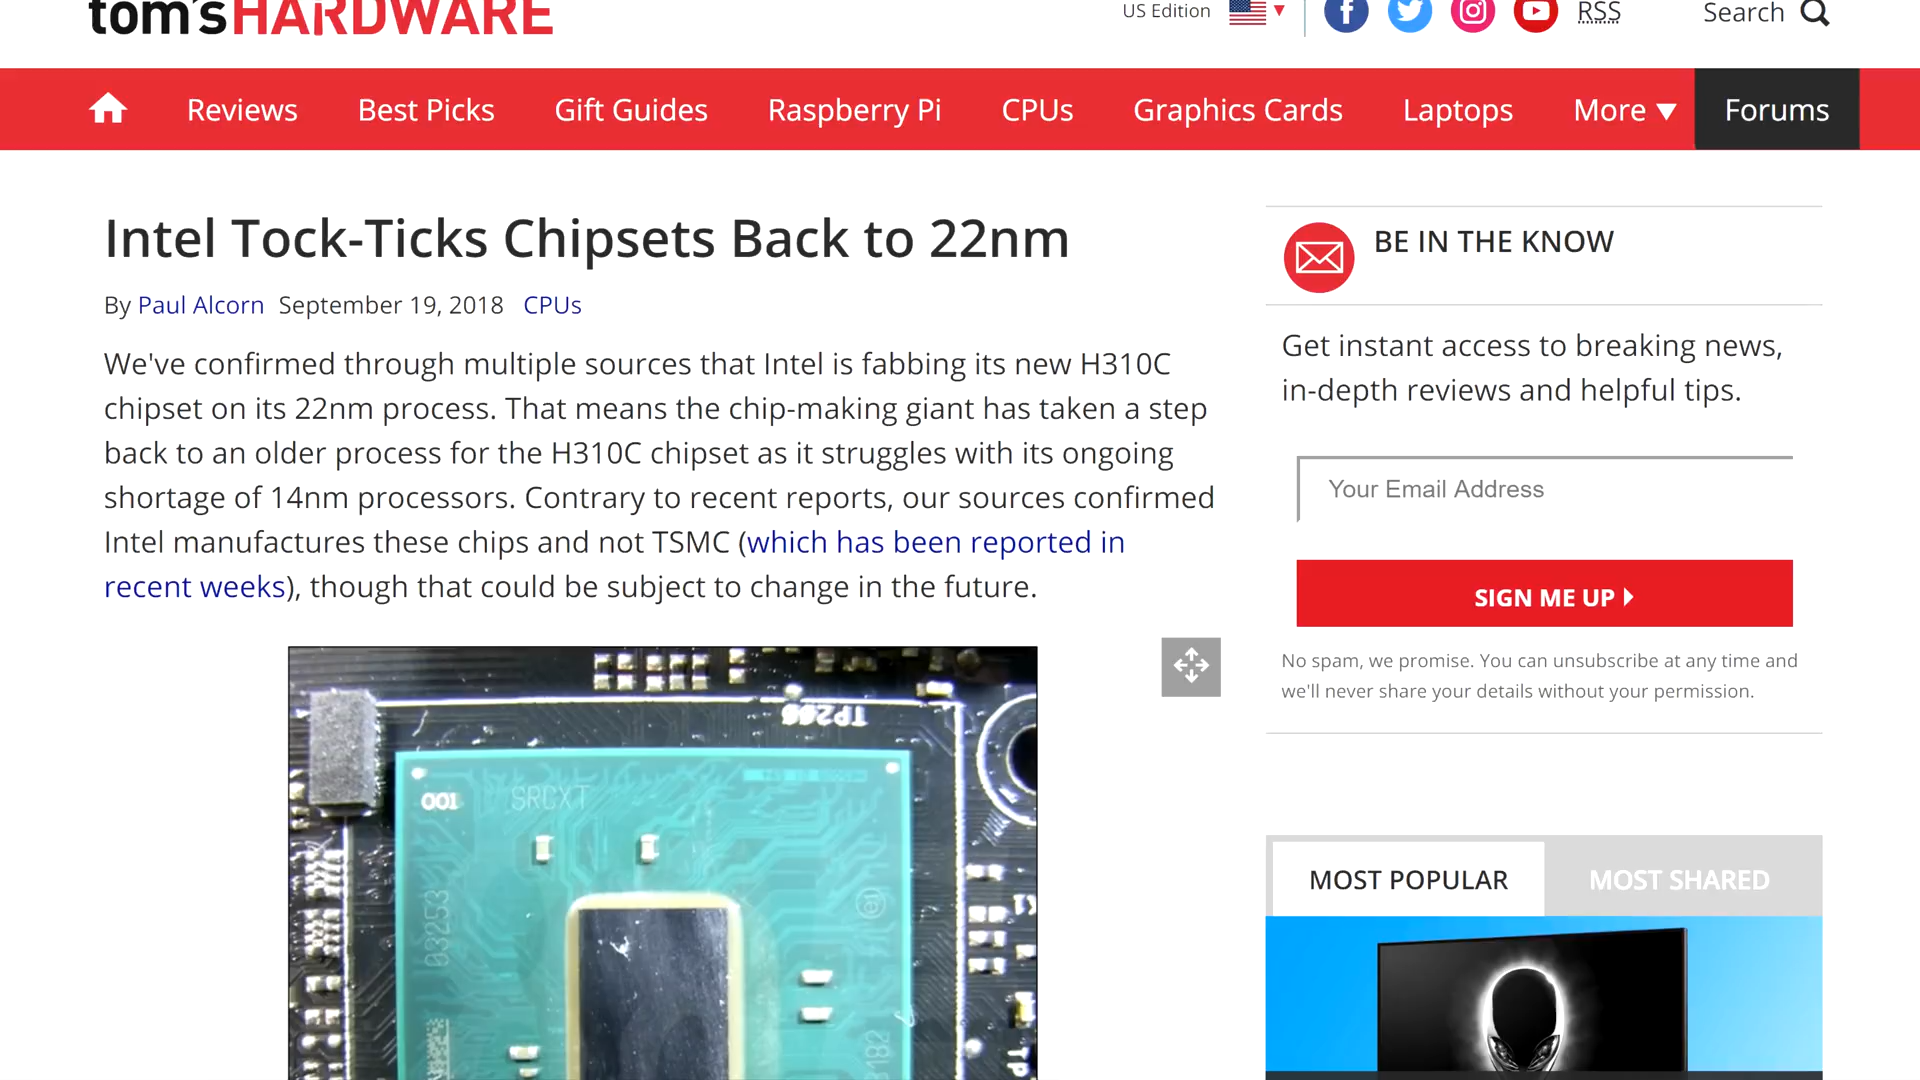 tom's HARDWARE
US Edition
RSS
Search
Reviews
Best Picks
Gift Guides
Raspberry Pi
CPUs
Graphics Cards
Laptops
More
Forums
Intel Tock-Ticks Chipsets Back to 22nm
By Paul Alcorn September 19, 2018 CPUs
We've confirmed through multiple sources that Intel is fabbing its new H310C
chipset on its 22nm process. That means the chip-making giant has taken a step
back to an older process for the H310C chipset as it struggles with its ongoing
shortage of 14nm processors. Contrary to recent reports, our sources confirmed
Intel manufactures these chips and not TSMC (which has been reported in
recent weeks), though that could be subject to change in the future.
TP266
001
SRCXT
03253
e1
BE IN THE KNOW
Get instant access to breaking news,
in-depth reviews and helpful tips.
Your Email Address
SIGN ME UP
No spam, we promise. You can unsubscribe at any time and
we'll never share your details without your permission.
MOST POPULAR
MOST SHARED